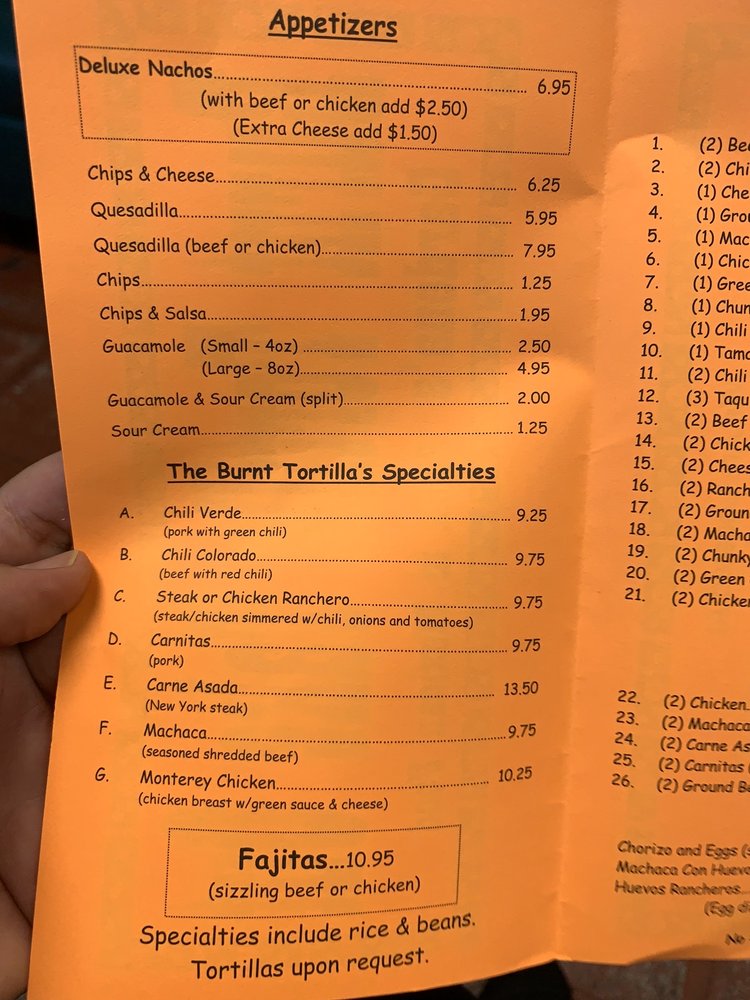 Appetizers
Deluxe Nachos........ 6.95
(with beef or chicken add $2.50)
(Extra Cheese add $1.50)
Chips & Cheese........ 6.25
Quesadilla........ 5.95
Quesadilla (beef or chicken)........ 7.95
Chips........ 1.25
Chips & Salsa........ 1.95
Guacamole (Small - 4oz) ........ 2.50
(Large - 8oz)........ 4.95
Guacamole & Sour Cream (split)........ 2.00
Sour Cream........ 1.25
The Burnt Tortilla's Specialties
A. Chili Verde........ 9.25
(pork with green chili)
B. Chili Colorado........ 9.75
(beef with red chili)
C. Steak or Chicken Ranchero........ 9.75
(steak/chicken simmered w/chili, onions and tomatoes)
D. Carnitas........ 9.75
(pork)
E. Carne Asada........ 13.50
(New York steak)
F. Machaca........ 9.75
(seasoned shredded beef)
G. Monterey Chicken........ 10.25
(chicken breast w/green sauce & cheese)
Fajitas...10.95
(sizzling beef or chicken)
Specialties include rice & beans.
Tortillas upon request.
1. (2)
2. (2)
3. (1)
4. (1)
5. (1)
6. (1)
7. (1)
8. (1)
9. (1) Chili
10. (1)
11. (2) Chili
12. (3)
13. (2) Beef
14. (2)
15. (2)
16. (2)
17. (2)
18. (2)
19. (2) Chunky
20. (2) Green
21. (2) Chicken
22. (2) Chicken
23. (2) Machaca
24. (2) Carne
25. (2) Carnitas
26. (2) Ground
Chorizo and Eggs
Machaca Con
Huevos Rancheros...
(Egg
No